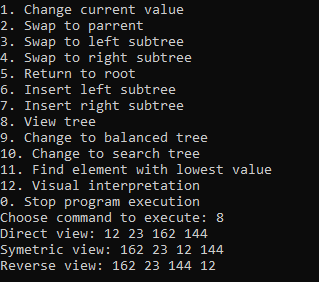 1. Change current value
2. Swap to parrent
3. Swap to left subtree
4. Swap to right subtree
5. Return to root
6. Insert left subtree
7. Insert right subtree
8. View tree
9. Change to balanced tree
10. Change to search tree
11. Find element with lowest value
12. Visual interpretation
0. Stop program execution
Choose command to execute: 8
Direct view: 12 23 162 144
Symetric view: 162 23 12 144
Reverse view: 162 23 144 12